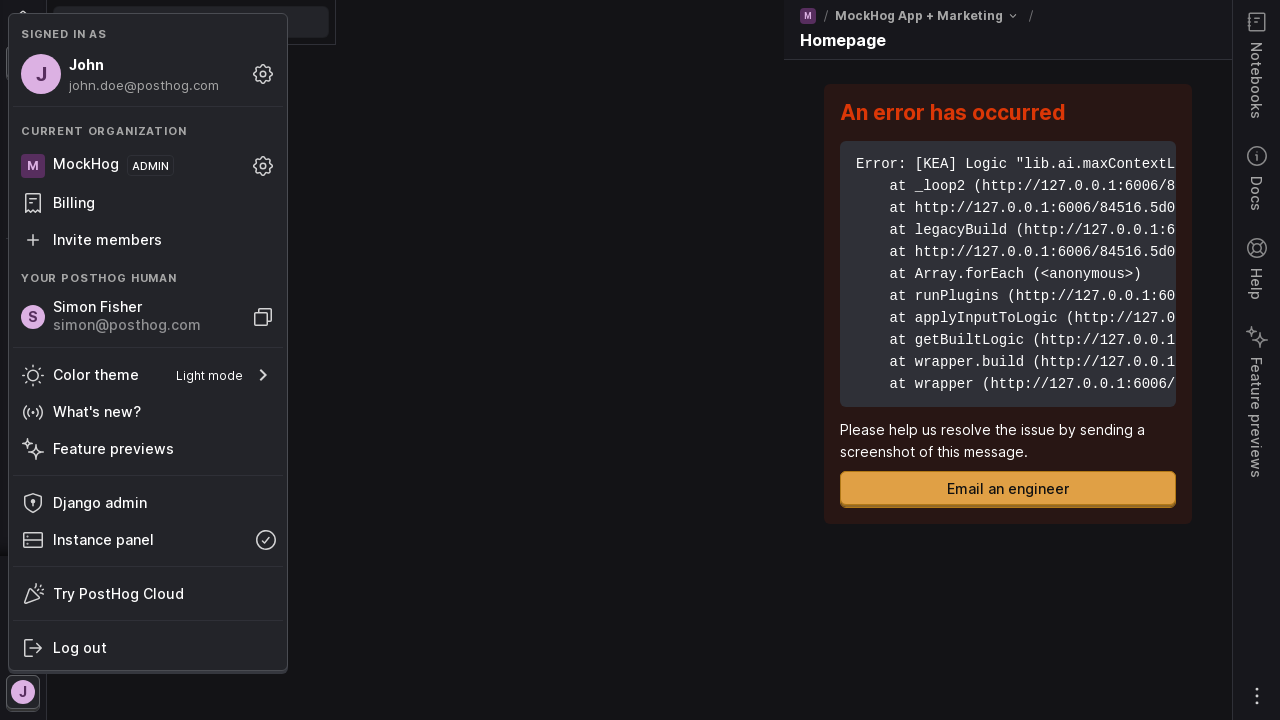 SIGNED IN AS
J
John
john.doe@posthog.com
CURRENT ORGANIZATION
M
MockHog
ADMIN
Billing
Invite members
YOUR POSTHOG HUMAN
S
Simon Fisher
simon@posthog.com
Color theme
Light mode
What's new?
Feature previews
Django admin
Instance panel
Try PostHog Cloud
Log out
J
M / MockHog App + Marketing /
Homepage
An error has occurred
Error: [KEA] Logic "lib.ai.maxContextL
at _loop2 (http://127.0.0.1:6006/8
at http://127.0.0.1:6006/84516.5d0
at legacyBuild (http://127.0.0.1:6
at http://127.0.0.1:6006/84516.5d0
at Array.forEach (<anonymous>)
at runPlugins (http://127.0.0.1:60
at applyInputToLogic (http://127.0
at getBuiltLogic (http://127.0.0.1
at wrapper.build (http://127.0.0.1
at wrapper (http://127.0.0.1:6006/
Please help us resolve the issue by sending a
screenshot of this message.
Email an engineer
Notebooks
Docs
Help
Feature previews